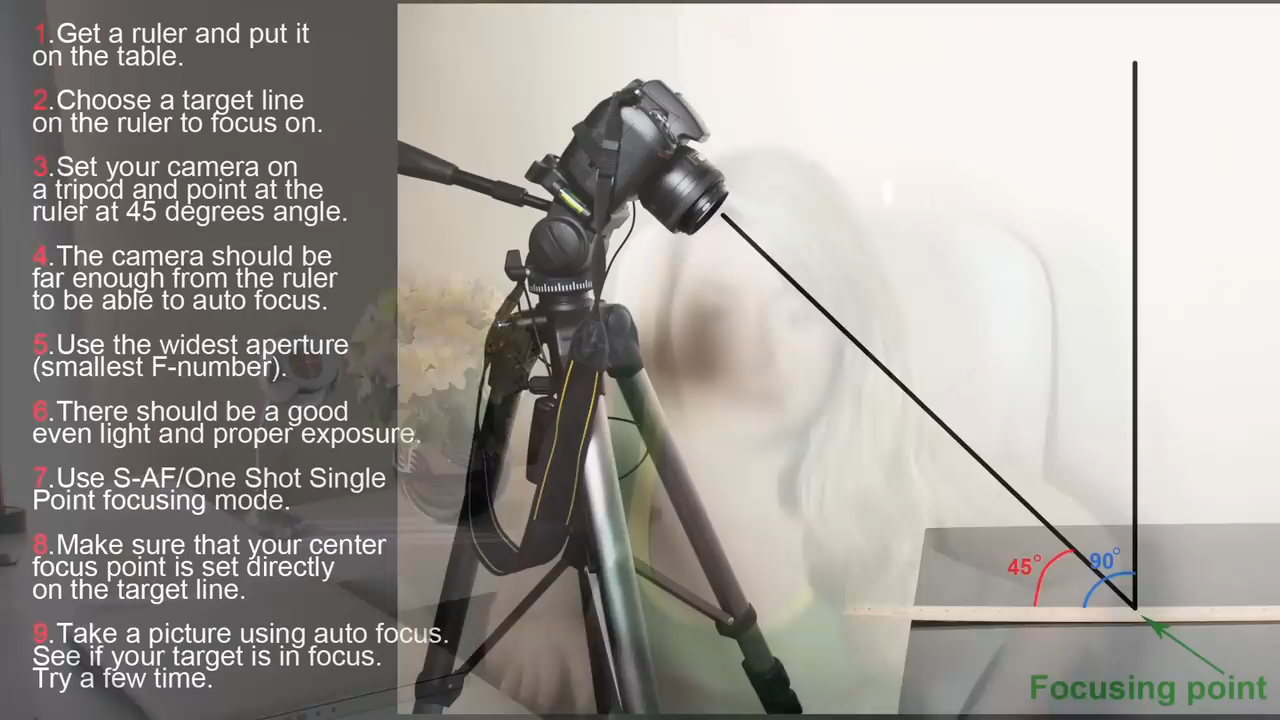 1.Get a ruler and put it
on the table.
2.Choose a target line
on the ruler to focus on.
3.Set your camera on
a tripod and point at the
ruler at 45 degrees angle.
4.The camera should be
far enough from the ruler
to be able to auto focus.
5.Use the widest aperture
(smallest F-number).
6.There should be a good
even light and proper exposure.
7.Use S-AF/One Shot Single
Point focusing mode.
8.Make sure that your center
focus point is set directly
on the target line.
9.Take a picture using auto focus.
See if your target is in focus.
Try a few time.
45°
90°
Focusing point